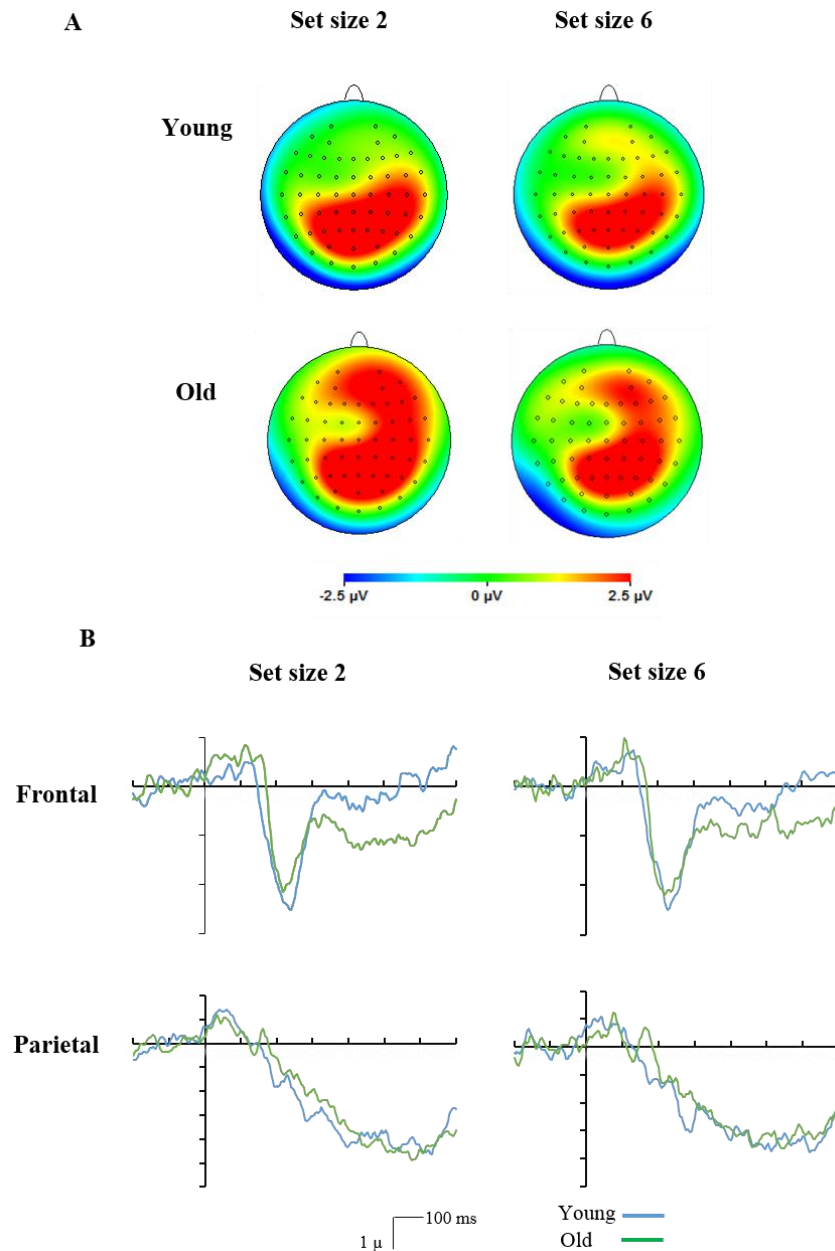 A
Set size 2 Set size 6
Young
Old
-2.5 µV 0 µV 2.5 µV
B
Set size 2 Set size 6
Frontal
Parietal
100 ms
1 µ
Young
Old